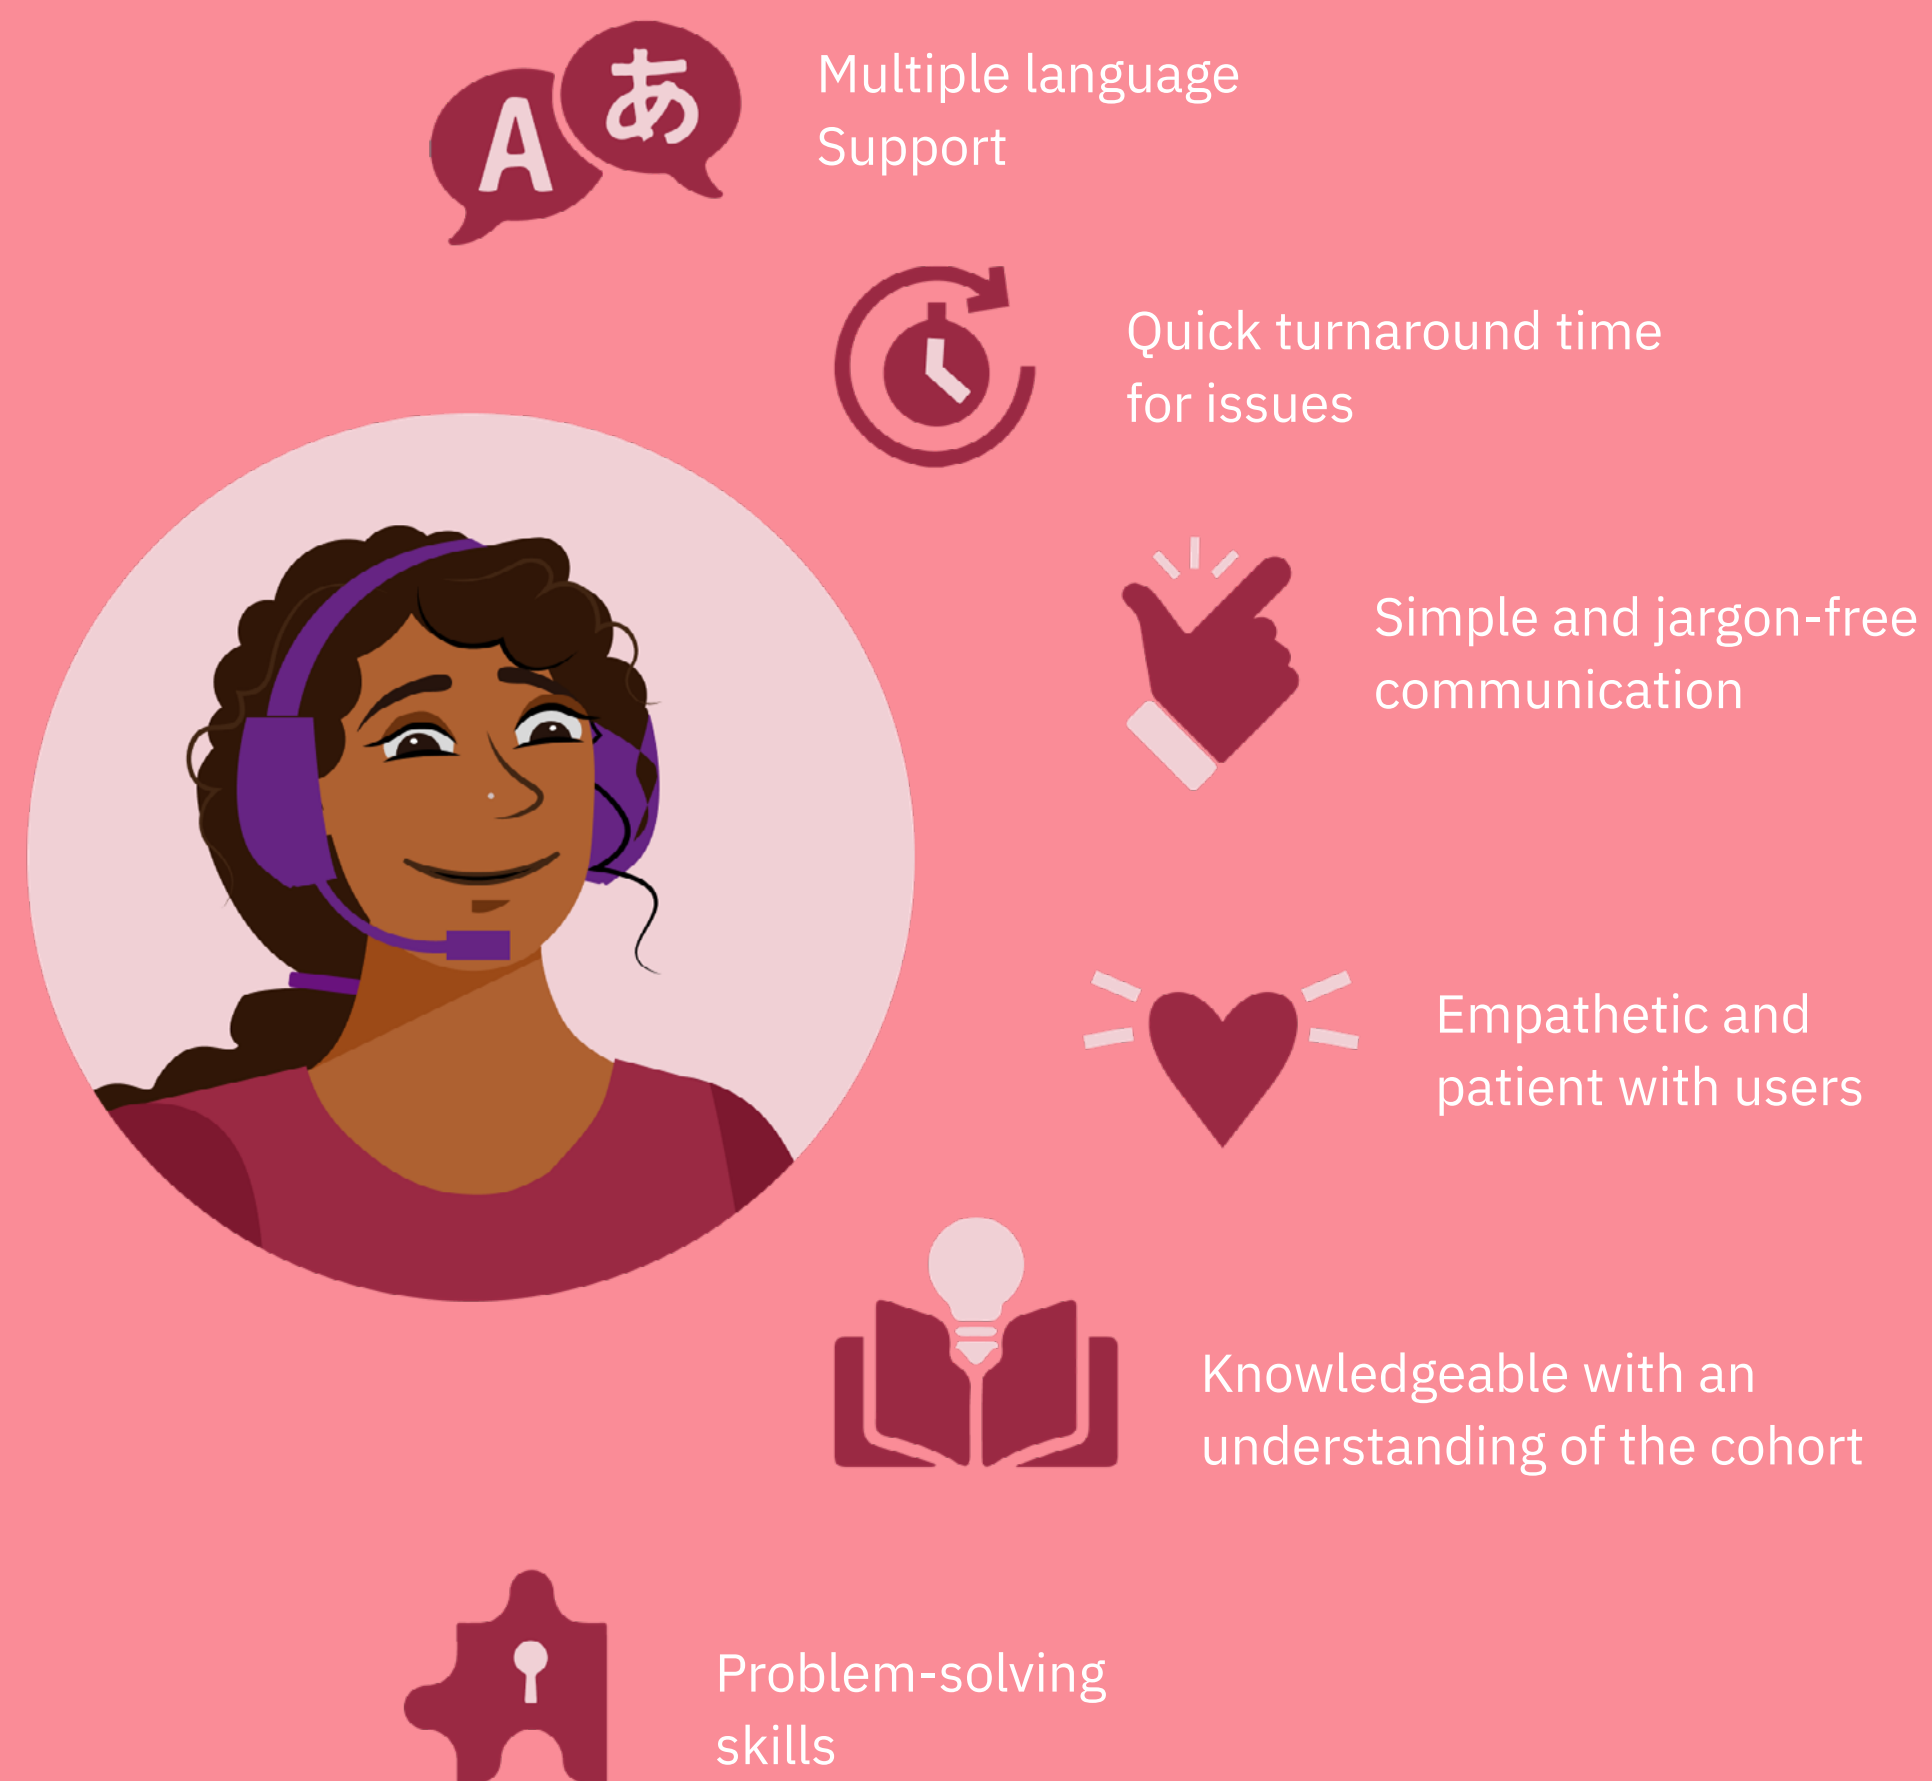 A
あ
Multiple language
Support
Quick turnaround time
for issues
Simple and jargon-free
communication
Empathetic and
patient with users
Knowledgeable with an
understanding of the cohort
Problem-solving
skills